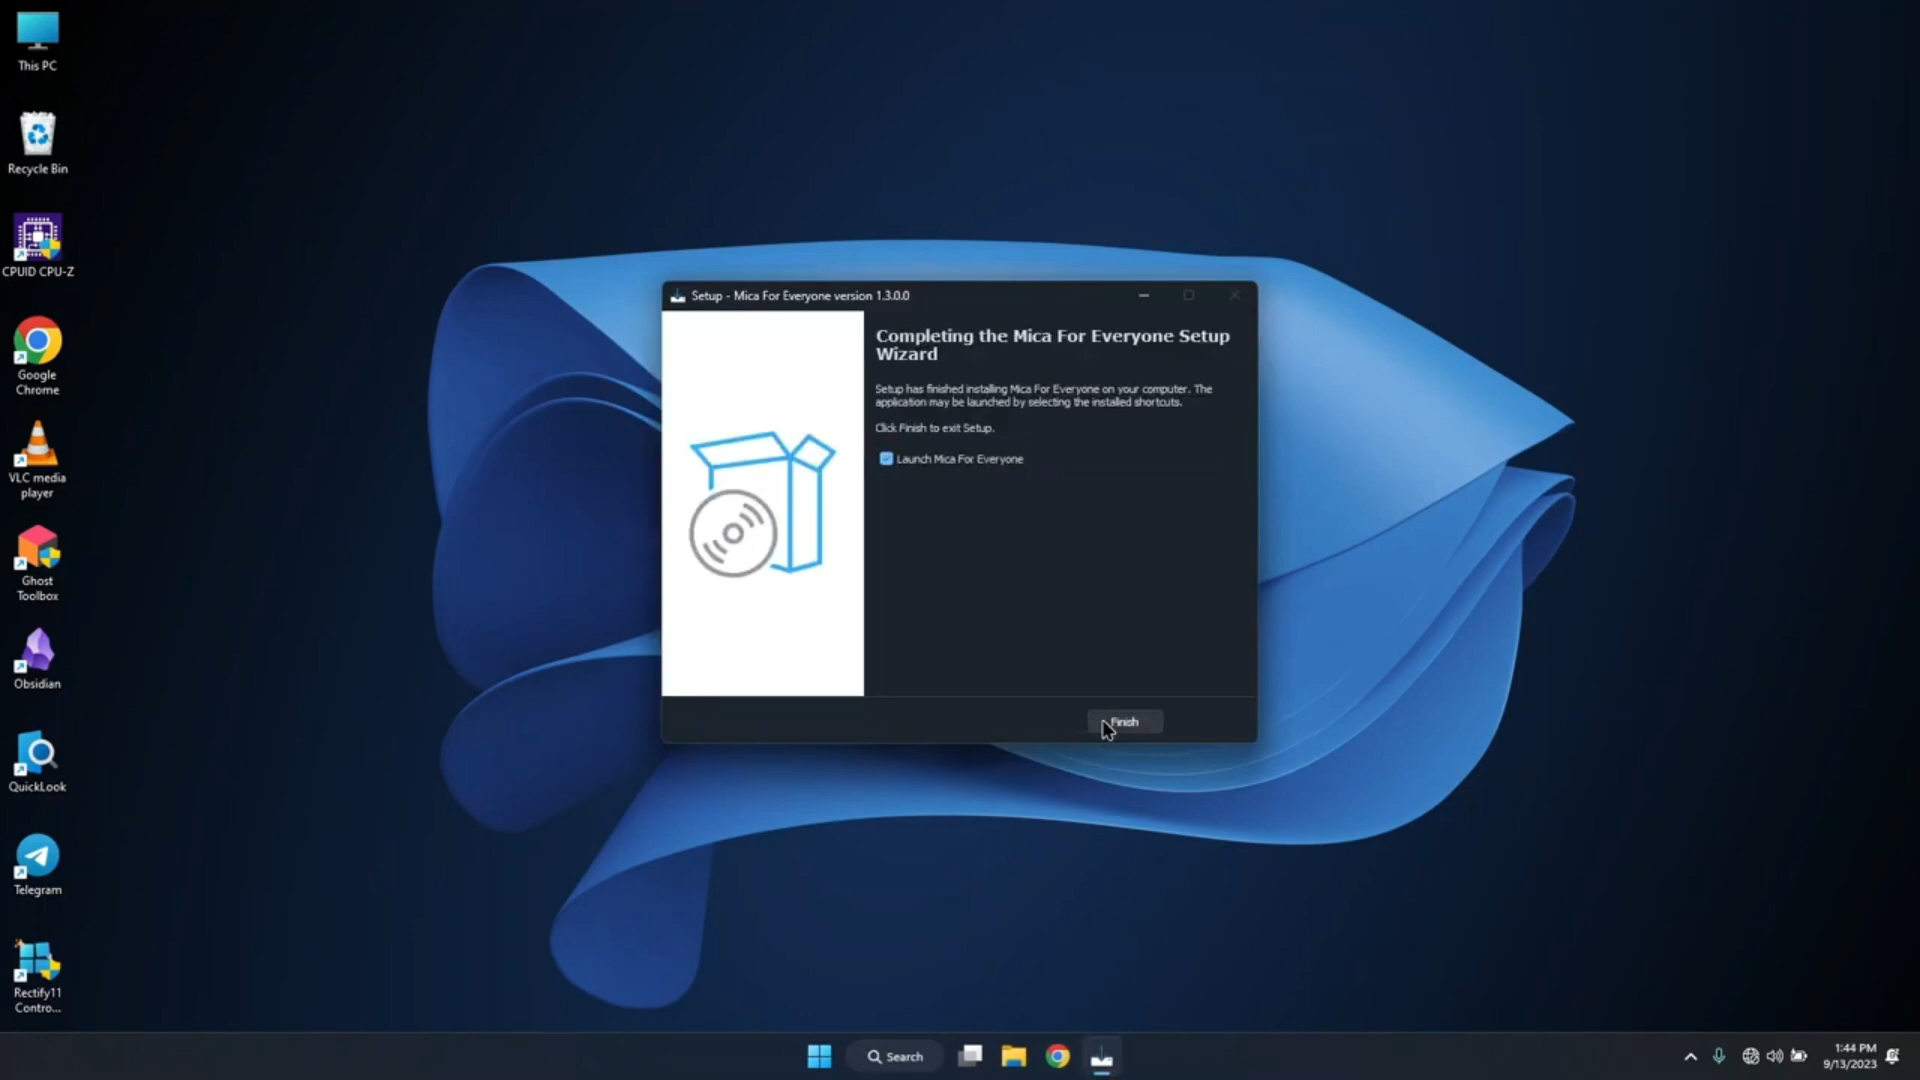 This PC
Recycle Bin
CPUID CPU-Z
Google
Chrome
VLC media
player
Ghost
Toolbox
Obsidian
QuickLook
Telegram
Rectify11
Contro...
Setup - Mica For Everyone version 1.3.0.0
Completing the Mica For Everyone Setup
Wizard
Setup has finished installing Mica For Everyone on your computer. The
application may be launched by selecting the installed shortcuts.
Click Finish to exit Setup.
Launch Mica For Everyone
Finish
Search
1:44 PM
9/13/2023